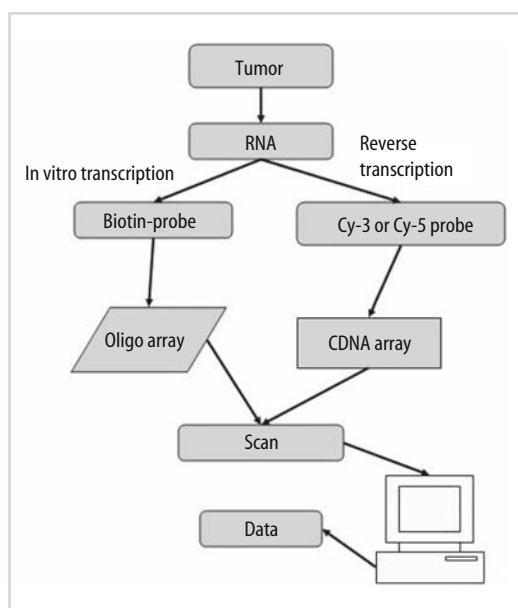 Tumor
RNA
Reverse
transcription
In vitro transcription
Biotin-probe
Cy-3 or Cy-5 probe
Oligo array
CDNA array
Scan
Data